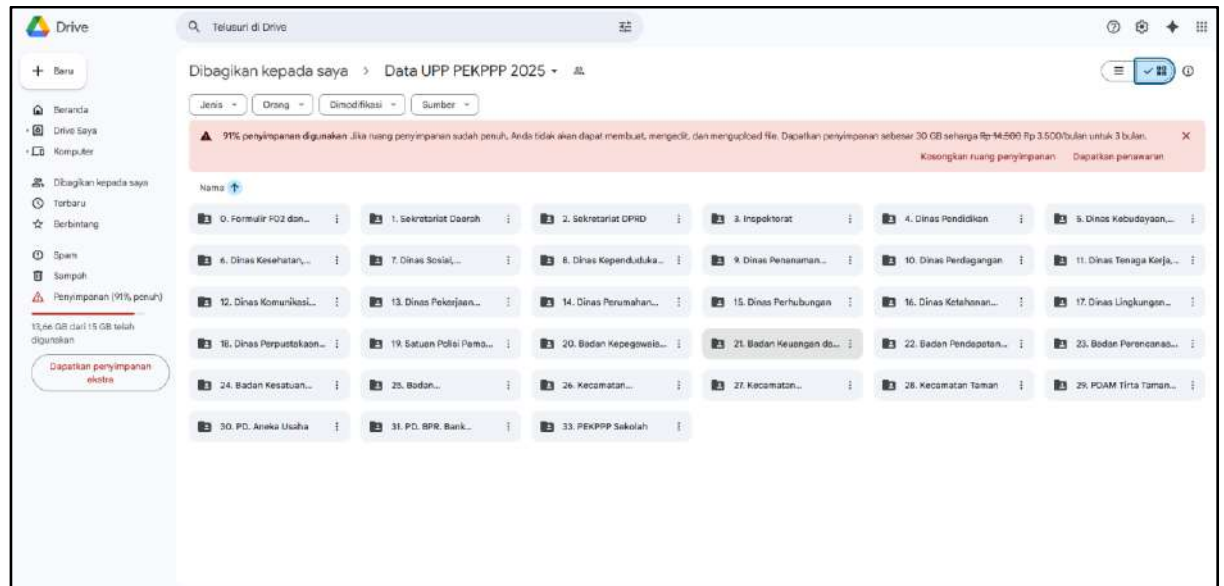 Drive
Telusuri di Drive
Baru
Dibagikan kepada saya > Data UPP PEKPPP 2025
Jenis Orang Dimodifikasi Sumber
Beranda
Drive Saya
Komputer
Dibagikan kepada saya
Terbaru
Berbintang
Spam
Sampah
Penyimpanan (91% penuh)
13,66 GB dari 15 GB telah
digunakan
Dapatkan penyimpanan
ekstra
91% penyimpanan digunakan Jika ruang penyimpanan sudah penuh, Anda tidak akan dapat membuat, mengedit, dan mengupload file. Dapatkan penyimpanan sebesar 30 GB seharga Rp 14.500 Rp 3.500/bulan untuk 3 bulan.
Kosongkan ruang penyimpanan Dapatkan penawaran
Nama
0. Formulir F02 dan... 1. Sekretariat Daerah 2. Sekretariat DPRD 3. Inspektorat 4. Dinas Pendidikan 5. Dinas Kebudayaan,...
6. Dinas Kesehatan,... 7. Dinas Sosial,... 8. Dinas Kependuduka... 9. Dinas Penanaman... 10. Dinas Perdagangan 11. Dinas Tenaga Kerja,...
12. Dinas Komunikasi... 13. Dinas Pekerjaan... 14. Dinas Perumahan... 15. Dinas Perhubungan 16. Dinas Ketahanan... 17. Dinas Lingkungan...
18. Dinas Perpustakaan... 19. Satuan Polisi Pamo... 20. Badan Kepegawaia... 21. Badan Keuangan da... 22. Badan Pendapatan... 23. Badan Perencanaa...
24. Badan Kesatuan... 25. Badan... 26. Kecamatan... 27. Kecamatan... 28. Kecamatan Taman 29. PDAM Tirta Taman...
30. PD. Aneka Usaha 31. PD. BPR. Bank... 33. PEKPPP Sekolah